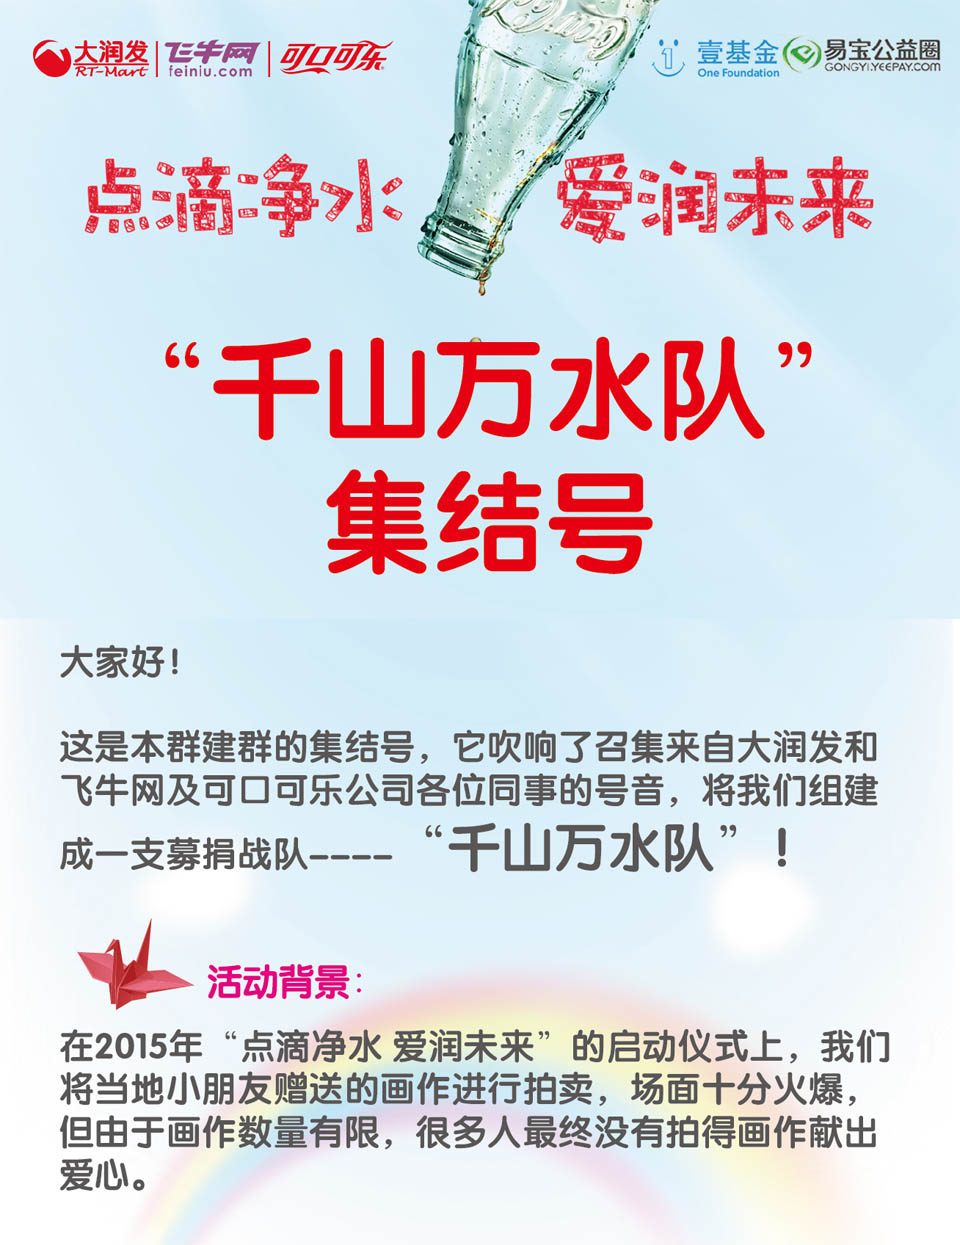 大润发 飞牛网 可口可乐 壹基金 易宝公益圈
RT-Mart feiniu.com One Foundation GONGYI.YEEPAY.COM
点滴净水 爱润未来
“千山万水队”
集结号
大家好!
这是本群建群的集结号，它吹响了召集来自大润发和
飞牛网及可口可乐公司各位同事的号音，将我们组建
成一支募捐战队----“千山万水队”!
活动背景:
在2015年“点滴净水 爱润未来”的启动仪式上，我们
将当地小朋友赠送的画作进行拍卖，场面十分火爆，
但由于画作数量有限，很多人最终没有拍得画作献出
爱心。